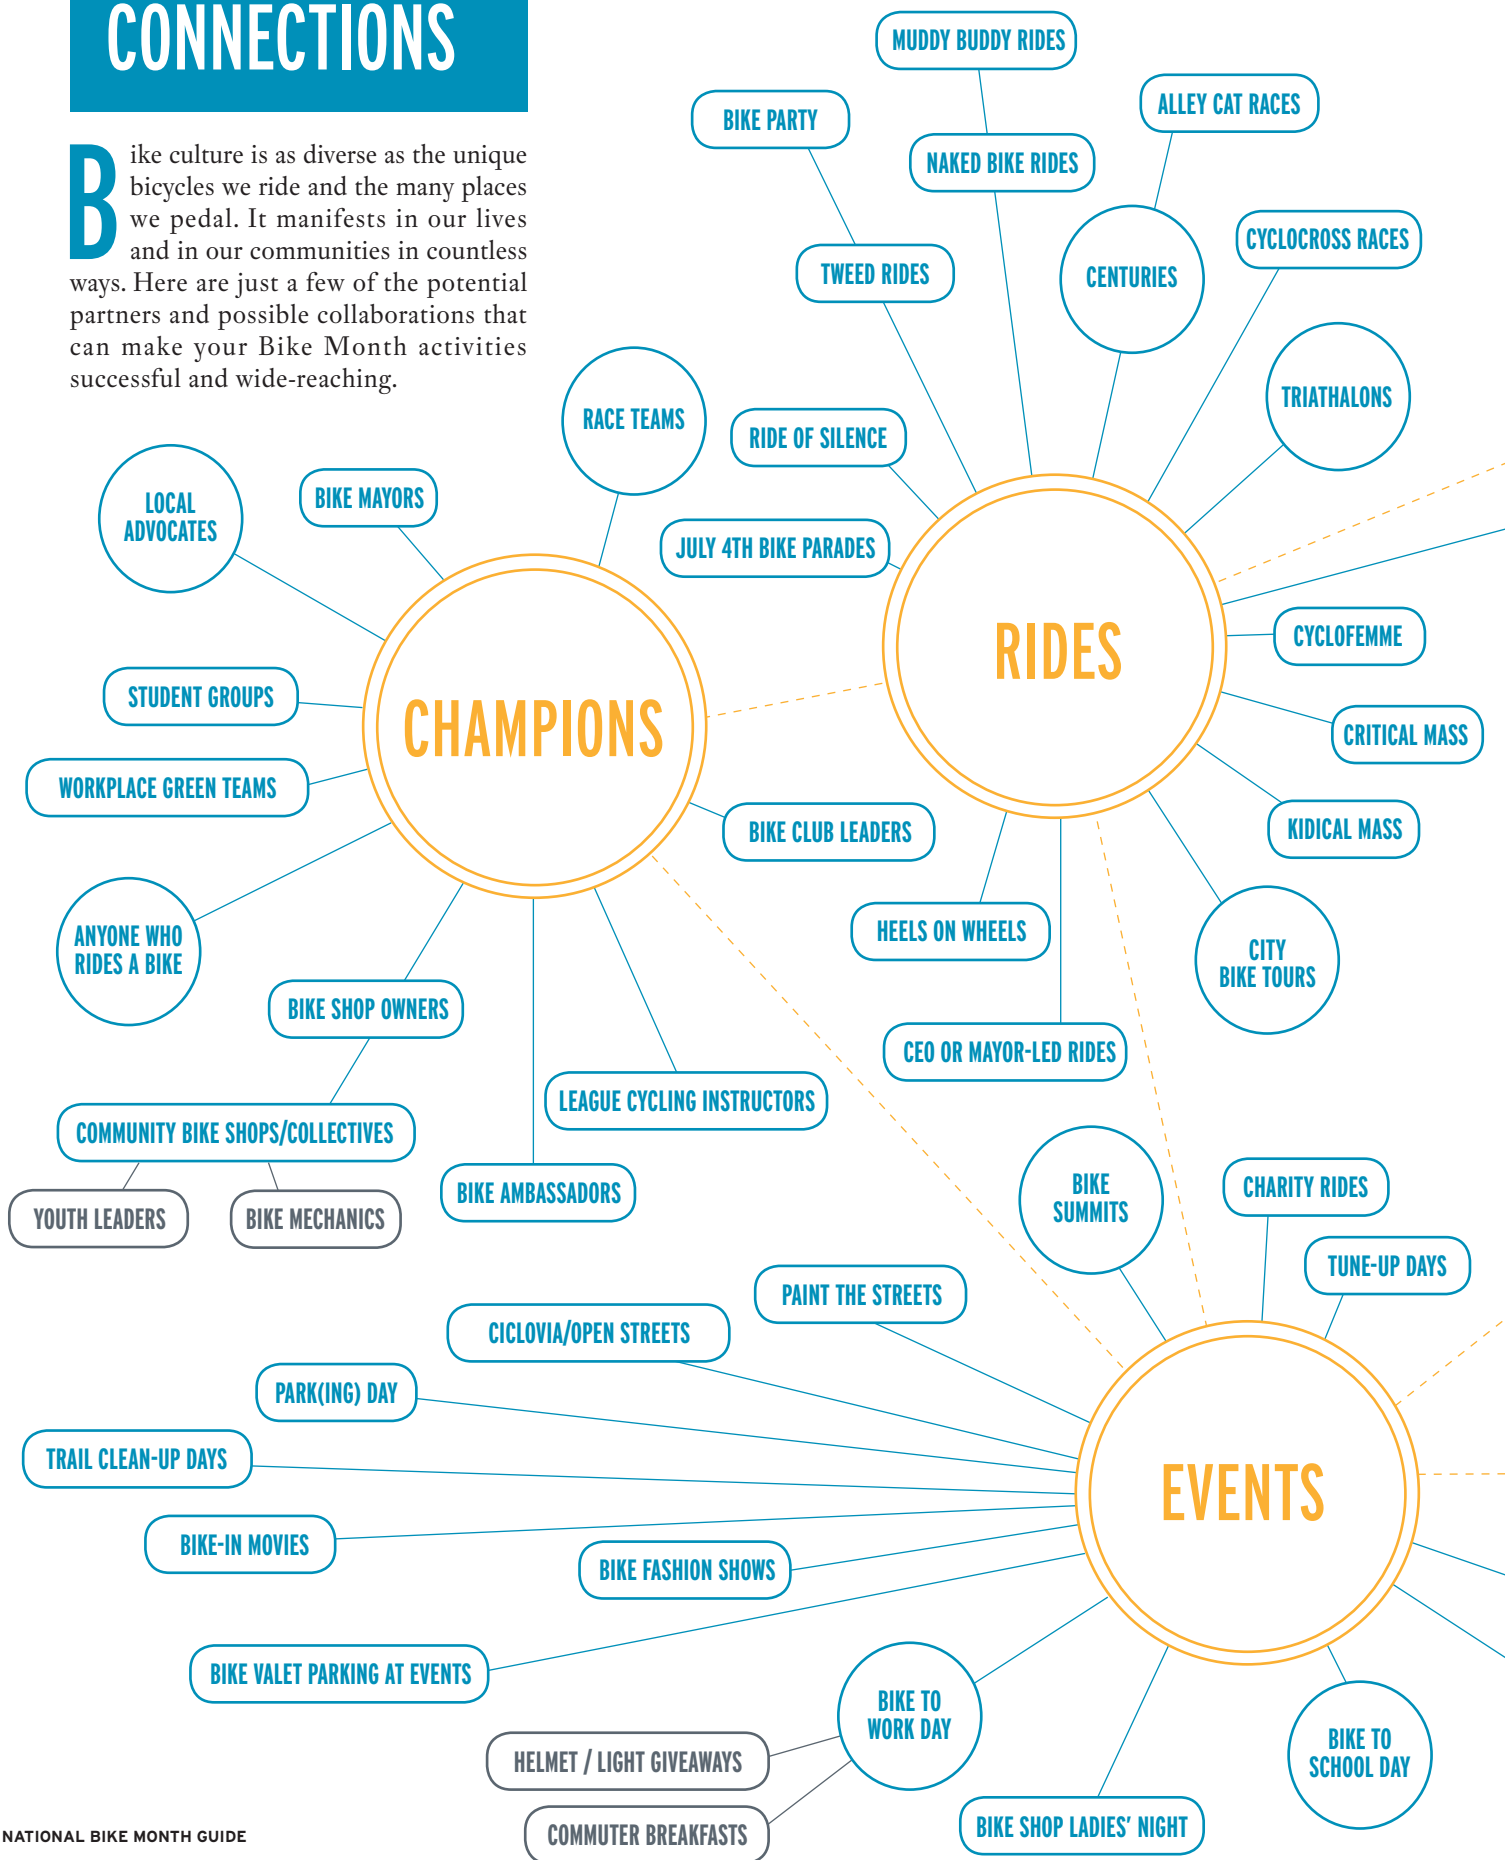 CONNECTIONS
Bike culture is as diverse as the unique
bicycles we ride and the many places
we pedal. It manifests in our lives
and in our communities in countless
ways. Here are just a few of the potential
partners and possible collaborations that
can make your Bike Month activities
successful and wide-reaching.
MUDDY BUDDY RIDES
ALLEY CAT RACES
BIKE PARTY
NAKED BIKE RIDES
CYCLOCROSS RACES
TWEED RIDES
CENTURIES
TRIATHALONS
RACE TEAMS
RIDE OF SILENCE
LOCAL
ADVOCATES
BIKE MAYORS
JULY 4TH BIKE PARADES
RIDES
CYCLOFEMME
STUDENT GROUPS
CHAMPIONS
CRITICAL MASS
WORKPLACE GREEN TEAMS
BIKE CLUB LEADERS
KIDICAL MASS
ANYONE WHO
RIDES A BIKE
HEELS ON WHEELS
CITY
BIKE TOURS
BIKE SHOP OWNERS
CEO OR MAYOR-LED RIDES
LEAGUE CYCLING INSTRUCTORS
COMMUNITY BIKE SHOPS/COLLECTIVES
BIKE AMBASSADORS
YOUTH LEADERS
BIKE MECHANICS
BIKE
SUMMITS
CHARITY RIDES
TUNE-UP DAYS
PAINT THE STREETS
CICLOVIA/OPEN STREETS
PARK(ING) DAY
TRAIL CLEAN-UP DAYS
EVENTS
BIKE-IN MOVIES
BIKE FASHION SHOWS
BIKE VALET PARKING AT EVENTS
BIKE TO
WORK DAY
BIKE TO
SCHOOL DAY
HELMET / LIGHT GIVEAWAYS
COMMUTER BREAKFASTS
BIKE SHOP LADIES' NIGHT
NATIONAL BIKE MONTH GUIDE